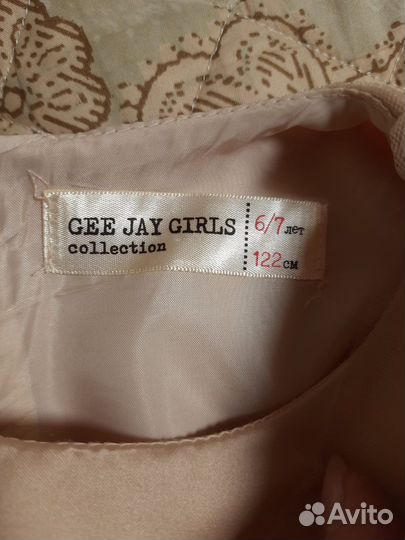 GEE JAY GIRLS
collection
6/7 лет
122 см
Avito